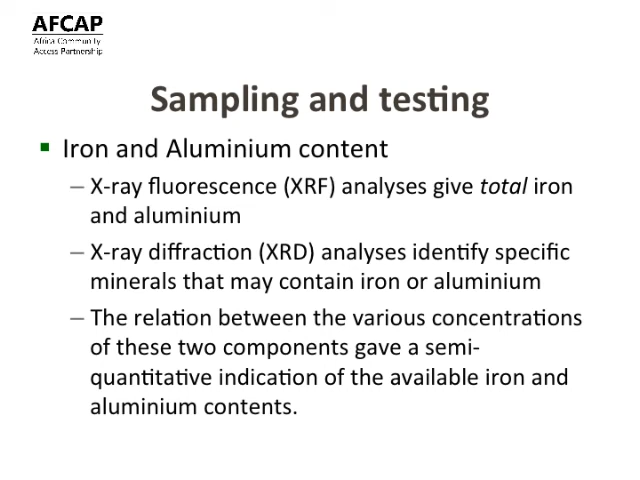 AFCAP
Africa Community
Access Partnership
Sampling and testing
▪ Iron and Aluminium content
– X-ray fluorescence (XRF) analyses give total iron
and aluminium
– X-ray diffraction (XRD) analyses identify specific
minerals that may contain iron or aluminium
– The relation between the various concentrations
of these two components gave a semi-
quantitative indication of the available iron and
aluminium contents.